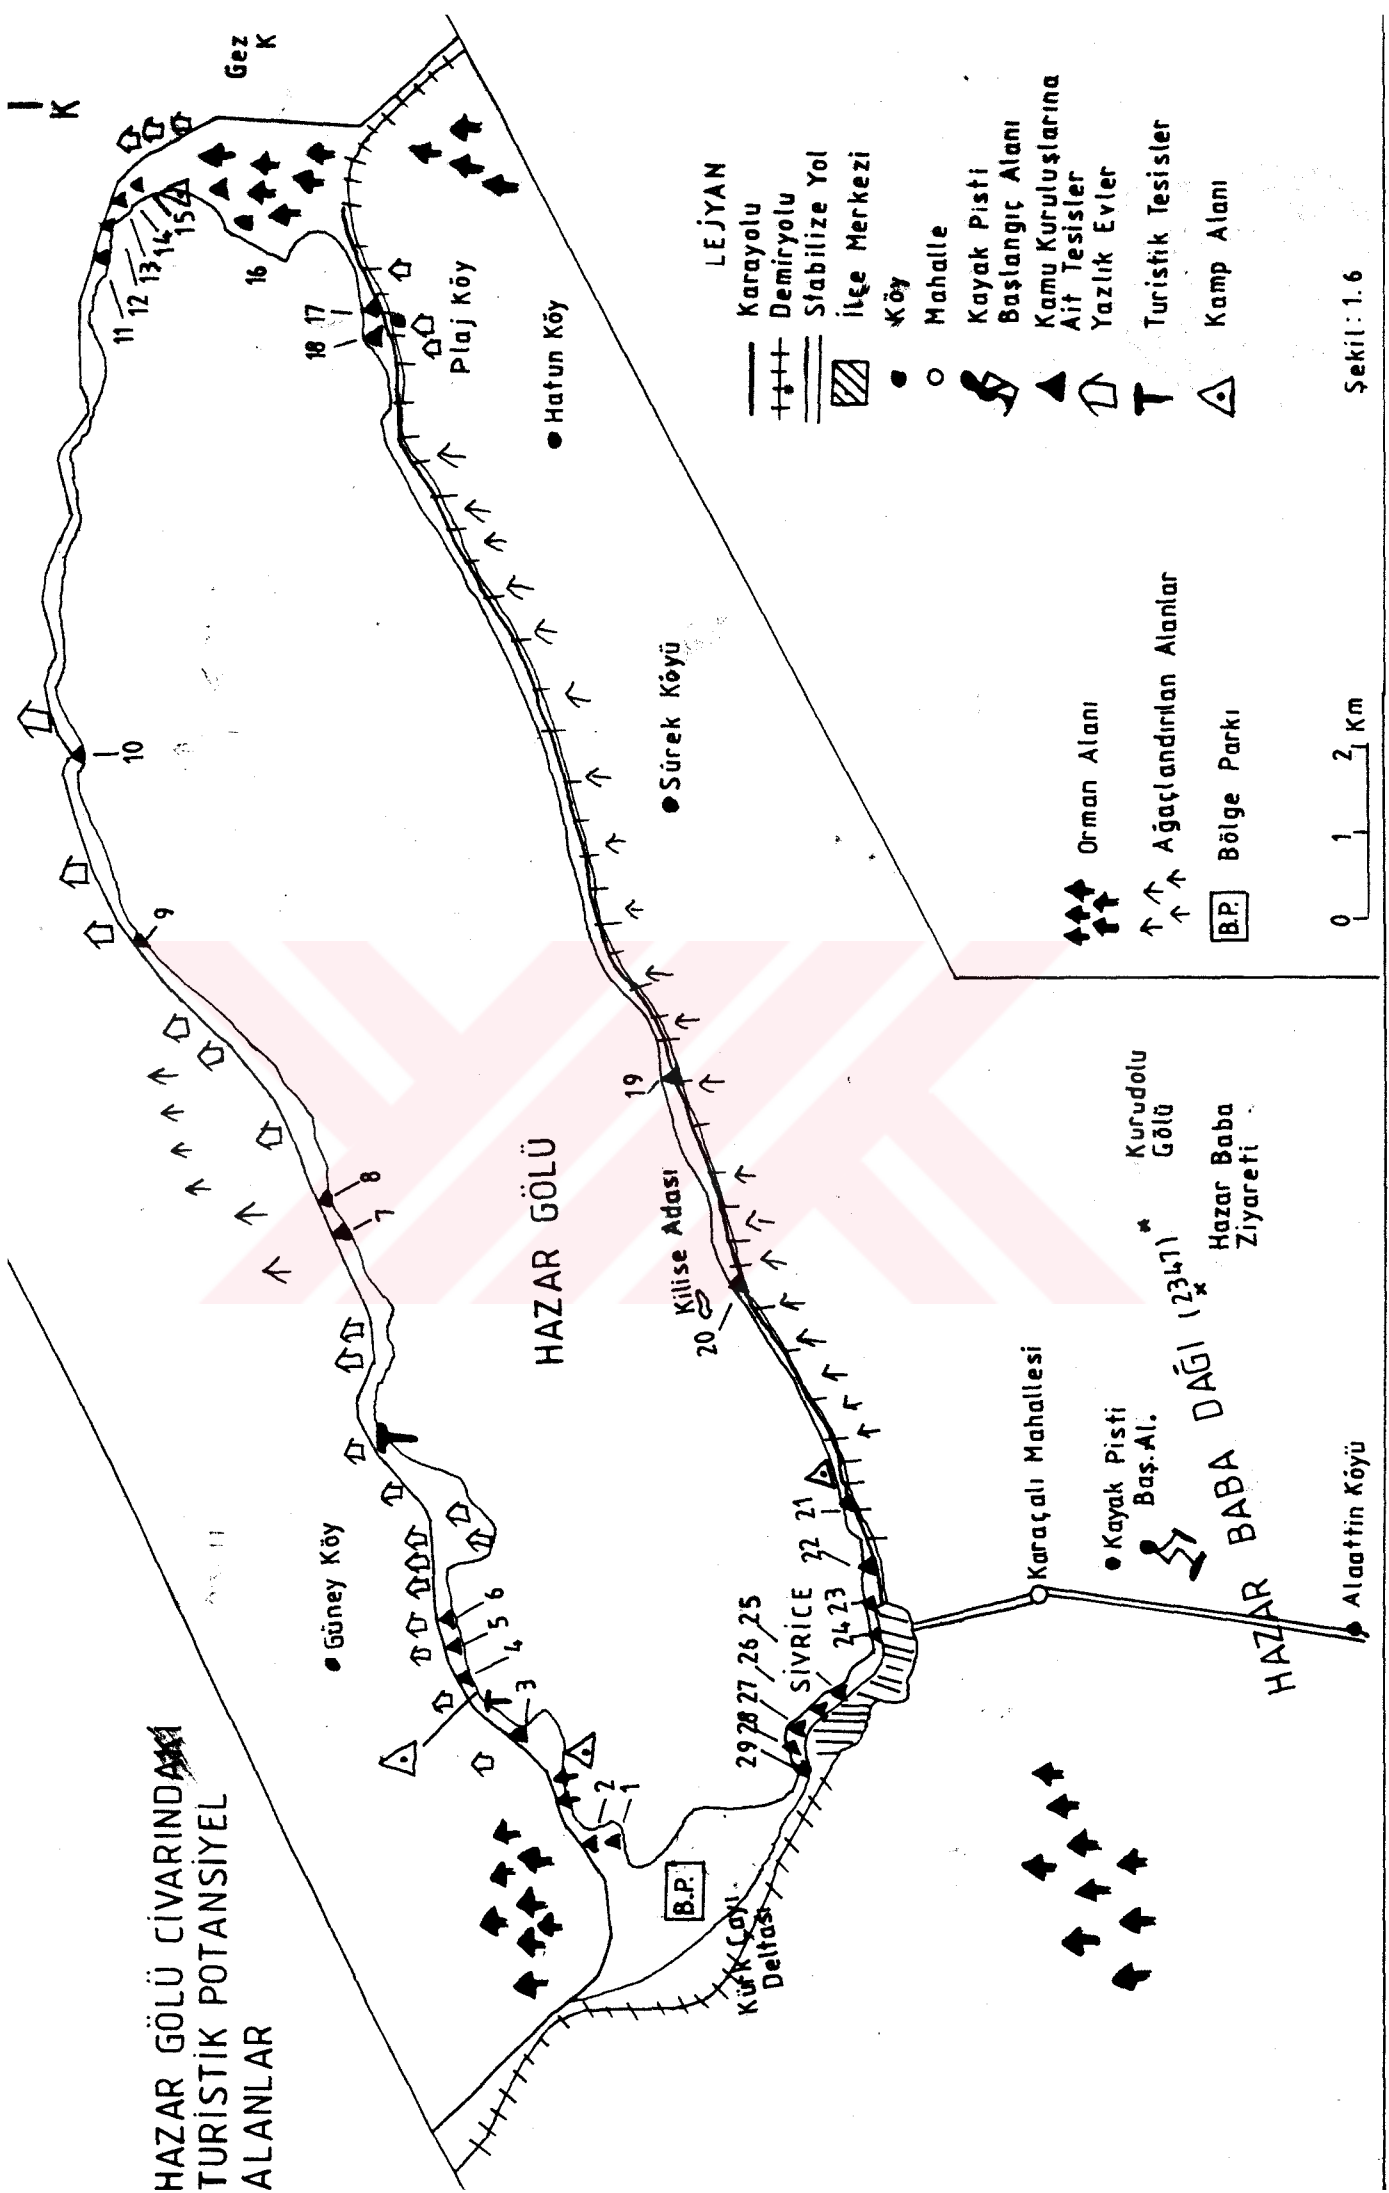 HAZAR GÖLÜ CİVARINDAKİ
TURİSTİK POTANSİYEL
ALANLAR
K
Gez
K
Güney Köy
1
2
3
4
5
6
7
8
9
10
11
12
13
14
15
16
17
18
Plaj Köy
Hatun Köy
Sürek Köyü
HAZAR GÖLÜ
19
Kilise Adası
20
21
22
23
24
SİVRİCE
25
26
27
28
29
B.P.
Kürk Çayı
Deltası
Karaçalı Mahallesi
Kayak Pisti
Baş.Al.
HAZAR BABA DAĞI (2347)
Kurudolu
Gölü
Hazar Baba
Ziyareti
Alaattin Köyü
LEJYAN
Karayolu
Demiryolu
Stabilize Yol
İlçe Merkezi
Köy
Mahalle
Kayak Pisti
Başlangıç Alanı
Kamu Kuruluşlarına
Ait Tesisler
Yazlık Evler
Turistik Tesisler
Kamp Alanı
Orman Alanı
Ağaçlandırılan Alanlar
B.P. Bölge Parkı
0 1 2 Km
Şekil:1.6